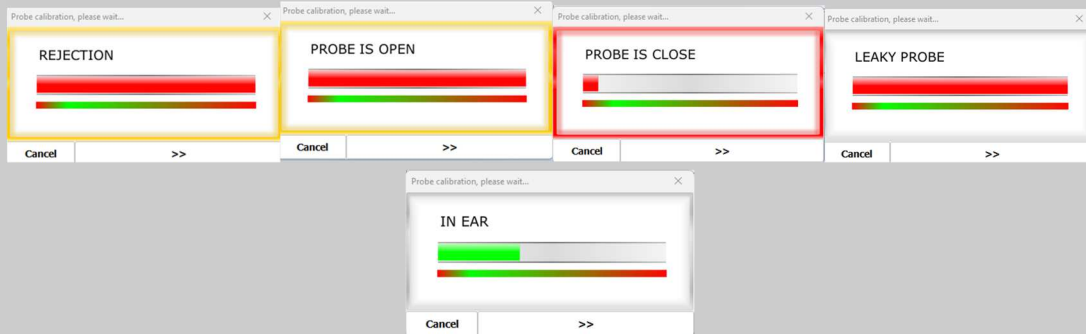 Probe calibration, please wait...
REJECTION
Cancel >>
Probe calibration, please wait...
PROBE IS OPEN
Cancel >>
Probe calibration, please wait...
PROBE IS CLOSE
Cancel >>
Probe calibration, please wait...
LEAKY PROBE
Cancel >>
Probe calibration, please wait...
IN EAR
Cancel >>